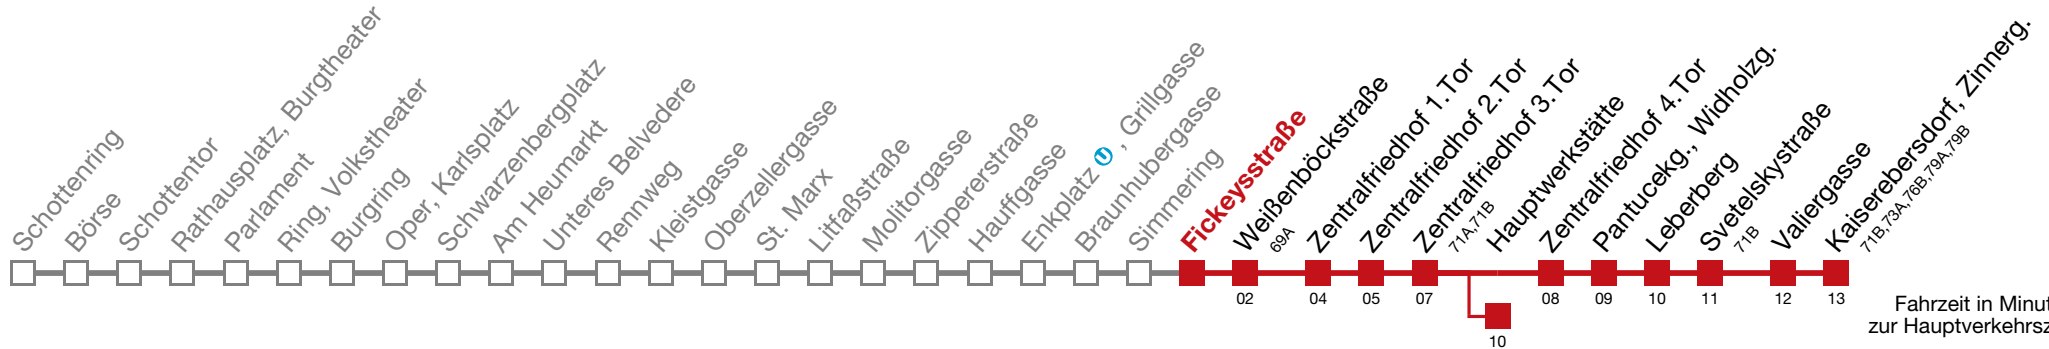 Schottenring
Börse
Schottentor
Rathausplatz, Burgtheater
Parlament
Ring, Volkstheater
Burgring
Oper, Karlsplatz
Schwarzenbergplatz
Am Heumarkt
Unteres Belvedere
Rennweg
Kleistgasse
Oberzellergasse
St. Marx
Litfaßstraße
Molitorgasse
Zippererstraße
Hauffgasse
Enkplatz U, Grillgasse
Braunhubergasse
Simmering
Fickeysstraße
Weißenböckstraße
69A
Zentralfriedhof 1.Tor
Zentralfriedhof 2.Tor
Zentralfriedhof 3.Tor
71A,71B
Hauptwerkstätte
Zentralfriedhof 4.Tor
Pantucekg., Widholzg.
Leberberg
Svetelskystraße
71B
Valiergasse
Kaiserebersdorf, Zinnerg.
71B,73A,76B,79A,79B
02
04
05
07
08
09
10
11
12
13
10
Fahrzeit in Minut
zur Hauptverkehrsz